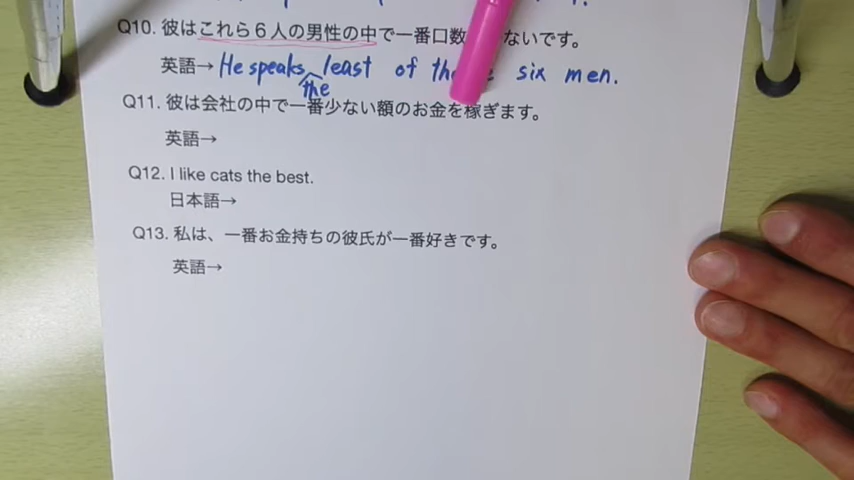 Q10. 彼はこれら6人の男性の中で一番口数 ないです。
英語→ He speaks the least of six men.
Q11. 彼は会社の中で一番少ない額のお金を稼ぎます。
英語→
Q12. I like cats the best.
日本語→
Q13. 私は、一番お金持ちの彼氏が一番好きです。
英語→